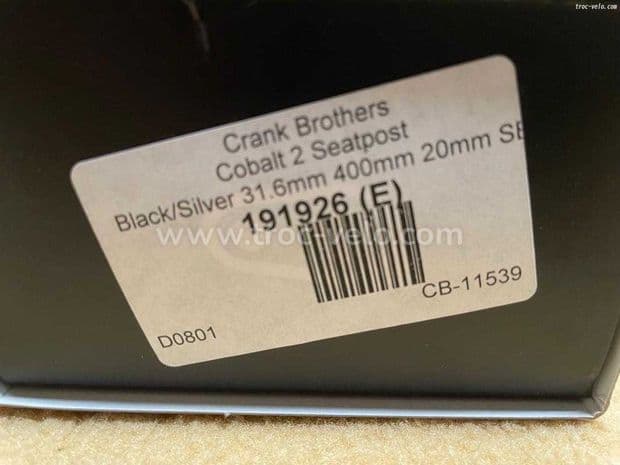 troc-velo.com
Crank Brothers
Cobalt 2 Seatpost
Black/Silver 31.6mm 400mm 20mm SE
191926 (E)
www.troc-velo.com
CB-11539
D0801